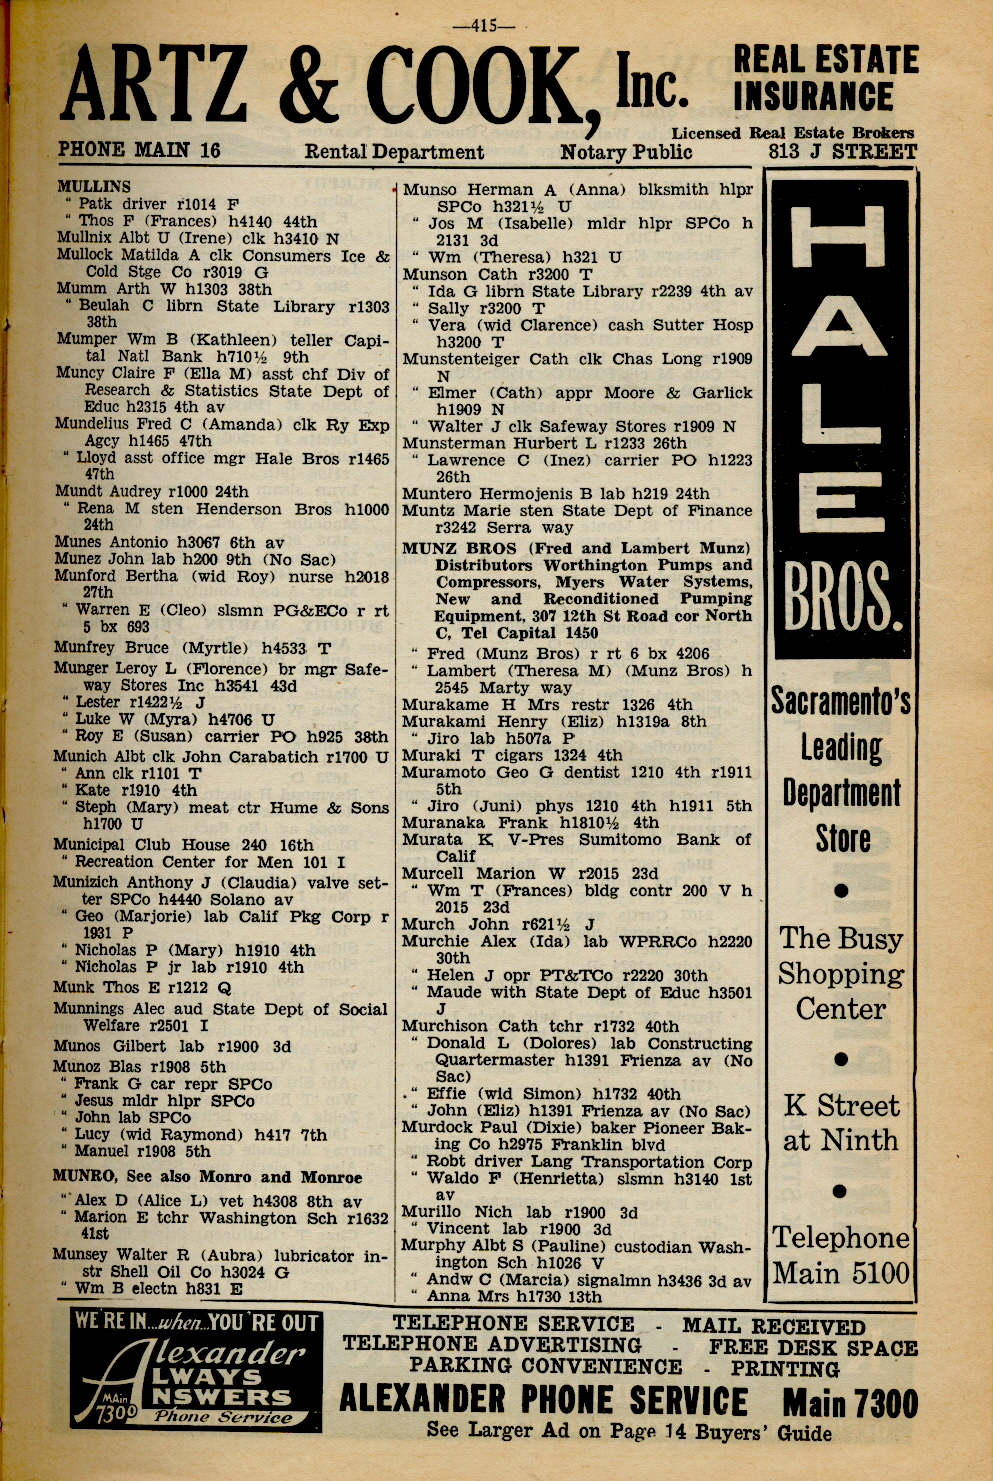 —415—
ARTZ & COOK, Inc.
REAL ESTATE
INSURANCE
Licensed Real Estate Brokers
PHONE MAIN 16 Rental Department Notary Public 813 J STREET
MULLINS
" Patk driver r1014 F
" Thos F (Frances) h4140 44th
Mullnix Albt U (Irene) clk h3410 N
Mullock Matilda A clk Consumers Ice &
Cold Stge Co r3019 G
Mumm Arth W h1303 38th
" Beulah C librn State Library r1303
38th
Mumper Wm B (Kathleen) teller Capi-
tal Natl Bank h710½ 9th
Muncy Claire F (Ella M) asst chf Div of
Research & Statistics State Dept of
Educ h2315 4th av
Mundelius Fred C (Amanda) clk Ry Exp
Agcy h1465 47th
" Lloyd asst office mgr Hale Bros r1465
47th
Mundt Audrey r1000 24th
" Rena M sten Henderson Bros h1000
24th
Munes Antonio h3067 6th av
Munez John lab h200 9th (No Sac)
Munford Bertha (wid Roy) nurse h2018
27th
" Warren E (Cleo) slsmn PG&ECo r rt
5 bx 693
Munfrey Bruce (Myrtle) h4533 T
Munger Leroy L (Florence) br mgr Safe-
way Stores Inc h3541 43d
" Lester r1422½ J
" Luke W (Myra) h4706 U
" Roy E (Susan) carrier PO h925 38th
Munich Albt clk John Carabatich r1700 U
" Ann clk r1101 T
" Kate r1910 4th
" Steph (Mary) meat ctr Hume & Sons
h1700 U
Municipal Club House 240 16th
" Recreation Center for Men 101 I
Munizich Anthony J (Claudia) valve set-
ter SPCo h4440 Solano av
" Geo (Marjorie) lab Calif Pkg Corp r
1931 P
" Nicholas P (Mary) h1910 4th
" Nicholas P jr lab r1910 4th
Munk Thos E r1212 Q
Munnings Alec aud State Dept of Social
Welfare r2501 I
Munos Gilbert lab r1900 3d
Munoz Blas r1908 5th
" Frank G car repr SPCo
" Jesus mldr hlpr SPCo
" John lab SPCo
" Lucy (wid Raymond) h417 7th
" Manuel r1908 5th
MUNRO, See also Monro and Monroe
" Alex D (Alice L) vet h4308 8th av
" Marion E tchr Washington Sch r1632
41st
Munsey Walter R (Aubra) lubricator in-
str Shell Oil Co h3024 G
" Wm B electn h831 E
Munso Herman A (Anna) blksmith hlpr
SPCo h321½ U
" Jos M (Isabelle) mldr hlpr SPCo h
2131 3d
" Wm (Theresa) h321 U
Munson Cath r3200 T
" Ida G librn State Library r2239 4th av
" Sally r3200 T
" Vera (wid Clarence) cash Sutter Hosp
h3200 T
Munstenteiger Cath clk Chas Long r1909
N
" Elmer (Cath) appr Moore & Garlick
h1909 N
" Walter J clk Safeway Stores r1909 N
Munsterman Hurbert L r1233 26th
" Lawrence C (Inez) carrier PO h1223
26th
Muntero Hermojenis B lab h219 24th
Muntz Marie sten State Dept of Finance
r3242 Serra way
MUNZ BROS (Fred and Lambert Munz)
Distributors Worthington Pumps and
Compressors, Myers Water Systems,
New and Reconditioned Pumping
Equipment, 307 12th St Road cor North
C, Tel Capital 1450
" Fred (Munz Bros) r rt 6 bx 4206
" Lambert (Theresa M) (Munz Bros) h
2545 Marty way
Murakame H Mrs restr 1326 4th
Murakami Henry (Eliz) h1319a 8th
" Jiro lab h507a P
Muraki T cigars 1324 4th
Muramoto Geo G dentist 1210 4th r1911
5th
" Jiro (Juni) phys 1210 4th h1911 5th
Muranaka Frank h1810½ 4th
Murata K V-Pres Sumitomo Bank of
Calif
Murcell Marion W r2015 23d
" Wm T (Frances) bldg contr 200 V h
2015 23d
Murch John r621½ J
Murchie Alex (Ida) lab WPRRCo h2220
30th
" Helen J opr PT&TCo r2220 30th
" Maude with State Dept of Educ h3501
J
Murchison Cath tchr r1732 40th
" Donald L (Dolores) lab Constructing
Quartermaster h1391 Frienza av (No
Sac)
" Effie (wid Simon) h1732 40th
" John (Eliz) h1391 Frienza av (No Sac)
Murdock Paul (Dixie) baker Pioneer Bak-
ing Co h2975 Franklin blvd
" Robt driver Lang Transportation Corp
" Waldo F (Henrietta) slsmn h3140 1st
av
Murillo Nich lab r1900 3d
" Vincent lab r1900 3d
Murphy Albt S (Pauline) custodian Wash-
ington Sch h1026 V
" Andw C (Marcia) signalmn h3436 3d av
" Anna Mrs h1730 13th
HALE
BROS.
Sacramento's
Leading
Department
Store
●
The Busy
Shopping
Center
●
K Street
at Ninth
●
Telephone
Main 5100
WE'RE IN...when...YOU'RE OUT
Alexander
ALWAYS
ANSWERS
MAin
7300 Phone Service
TELEPHONE SERVICE - MAIL RECEIVED
TELEPHONE ADVERTISING - FREE DESK SPACE
PARKING CONVENIENCE - PRINTING
ALEXANDER PHONE SERVICE Main 7300
See Larger Ad on Page 14 Buyers' Guide